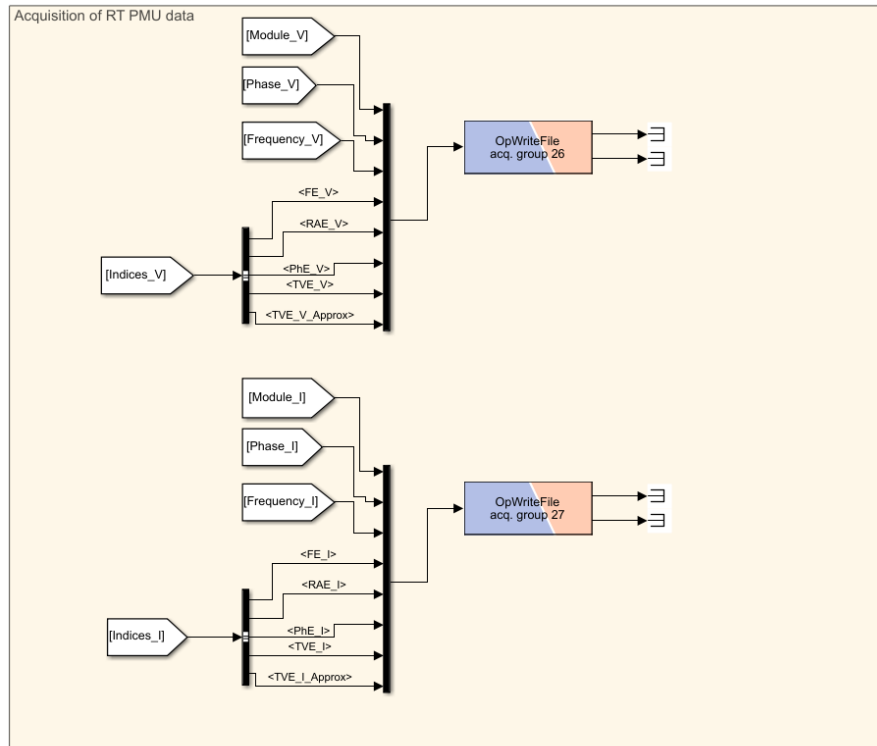 Acquisition of RT PMU data
[Module_V]
[Phase_V]
[Frequency_V]
<FE_V>
<RAE_V>
<PhE_V>
[Indices_V]
<TVE_V>
<TVE_V_Approx>
OpWriteFile
acq. group 26
[Module_I]
[Phase_I]
[Frequency_I]
<FE_I>
<RAE_I>
<PhE_I>
[Indices_I]
<TVE_I>
<TVE_I_Approx>
OpWriteFile
acq. group 27